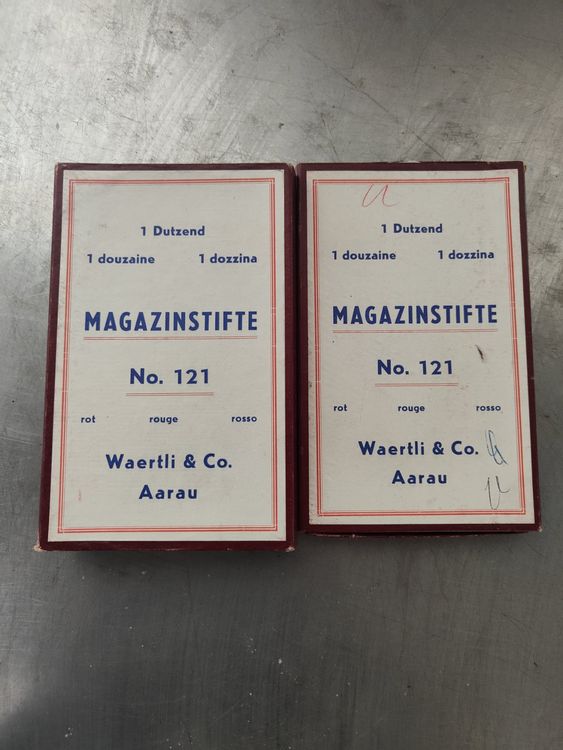 1 Dutzend
1 douzaine 1 dozzina
MAGAZINSTIFTE
No. 121
rot rouge rosso
Waertli & Co.
Aarau
1 Dutzend
1 douzaine 1 dozzina
MAGAZINSTIFTE
No. 121
rot rouge rosso
Waertli & Co.
Aarau